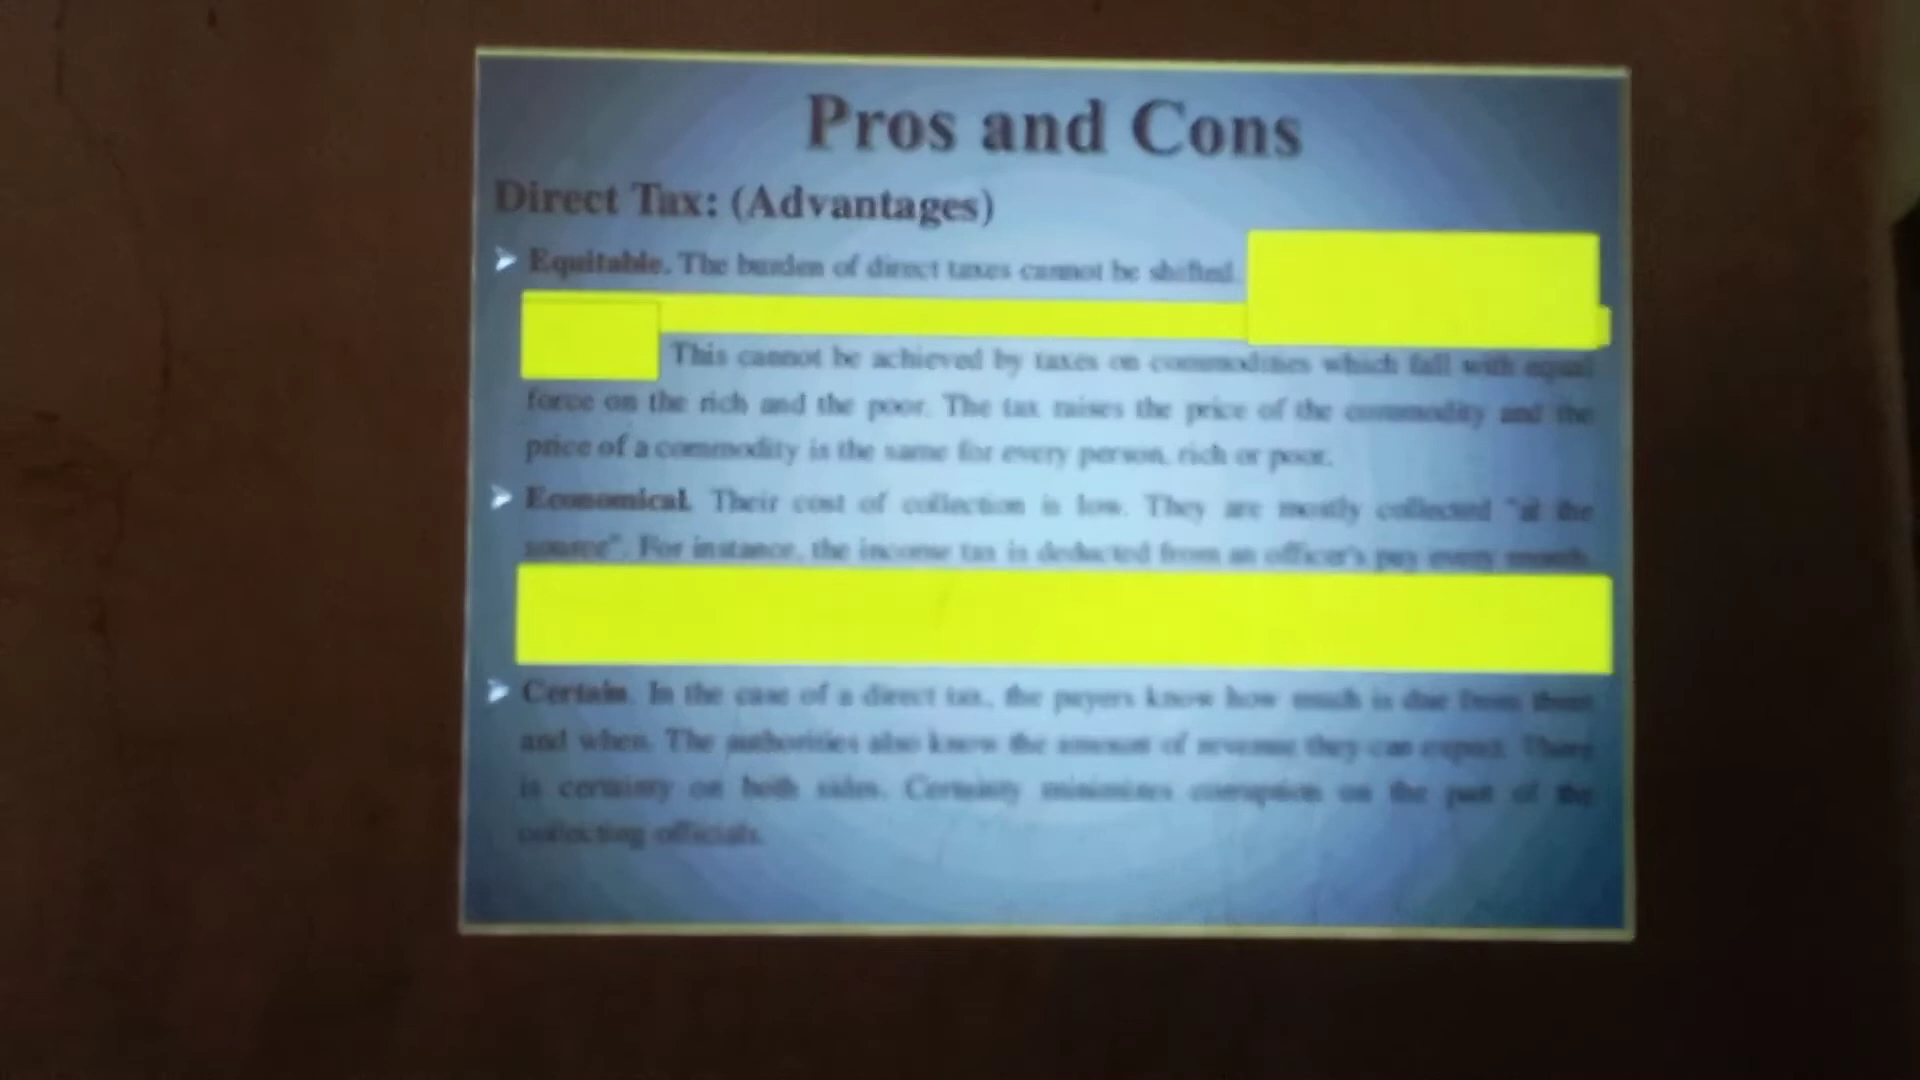 Pros and Cons
Direct Tax: (Advantages)
Equitable. The burden of direct taxes cannot be shifted.
This cannot be achieved by taxes on commodities which fall with equal
force on the rich and the poor. The tax raises the price of the commodity and the
price of a commodity is the same for every person, rich or poor.
Economical. Their cost of collection is low. They are mostly collected "at the
source". For instance, the income tax is deducted from an officer's pay every month.
Certain. In the case of a direct tax, the payers know how much is due from them
and when. The authorities also know the amount of revenue they can expect. There
is certainty on both sides. Certainty minimizes corruption on the part of the
collecting officials.